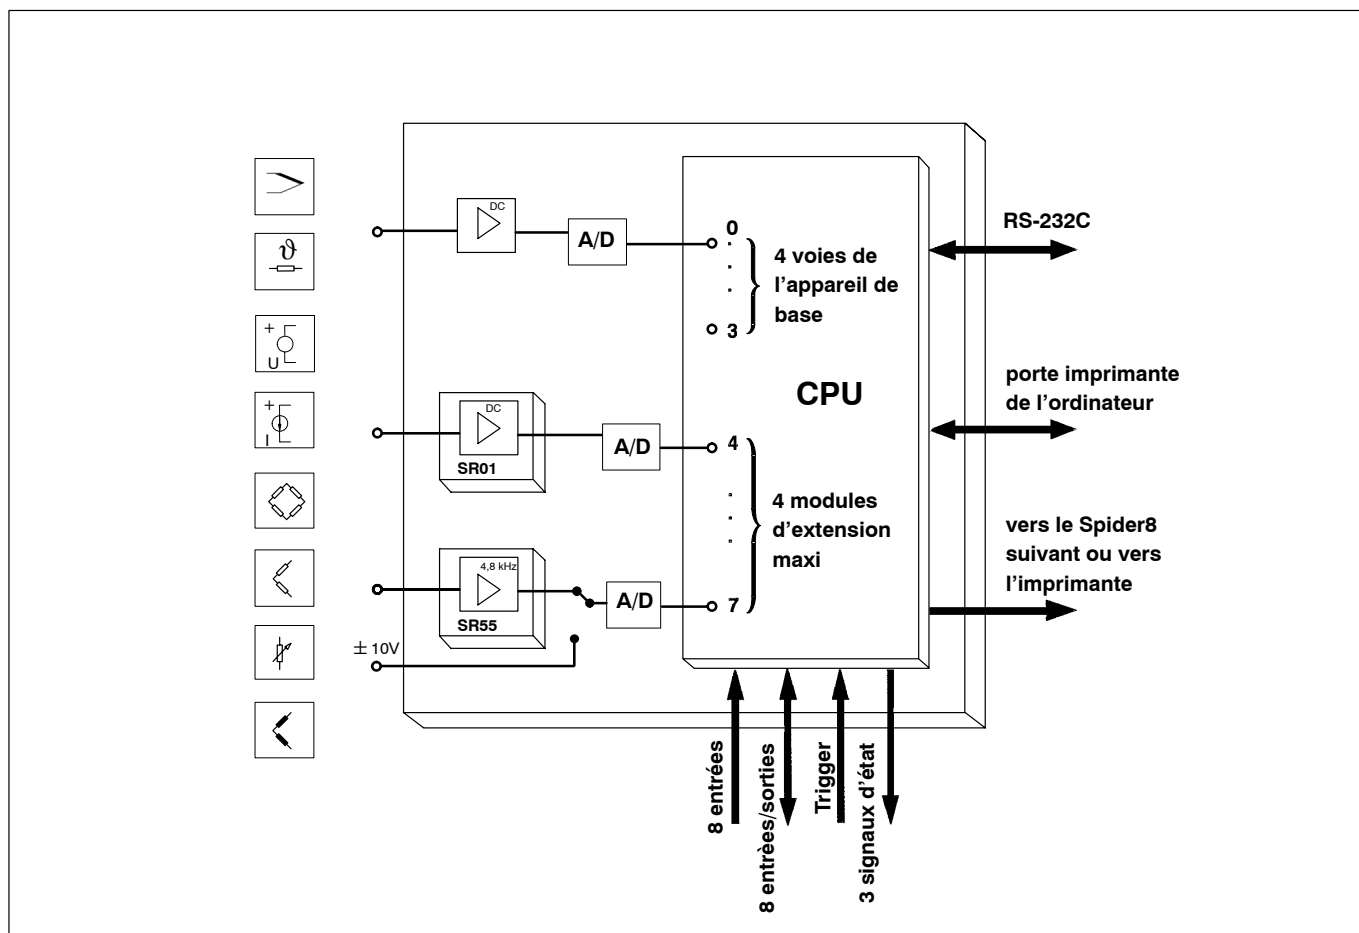 DC
0
RS-232C
A/D
4 voies de
l'appareil de
base
ϑ
3
+
U
CPU
porte imprimante
de l'ordinateur
+
I
DC
SR01
A/D
4
4 modules
d'extension
maxi
vers le Spider8
suivant ou vers
l'imprimante
4,8 kHz
SR55
A/D
7
± 10V
8 entrées
8 entrèes/sorties
Trigger
3 signaux d'état